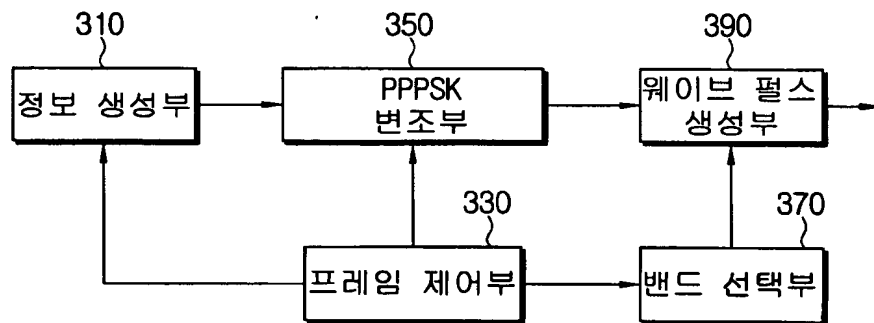 310
350
390
정보 생성부
PPPSK
변조부
웨이브 펄스
생성부
330
370
프레임 제어부
밴드 선택부